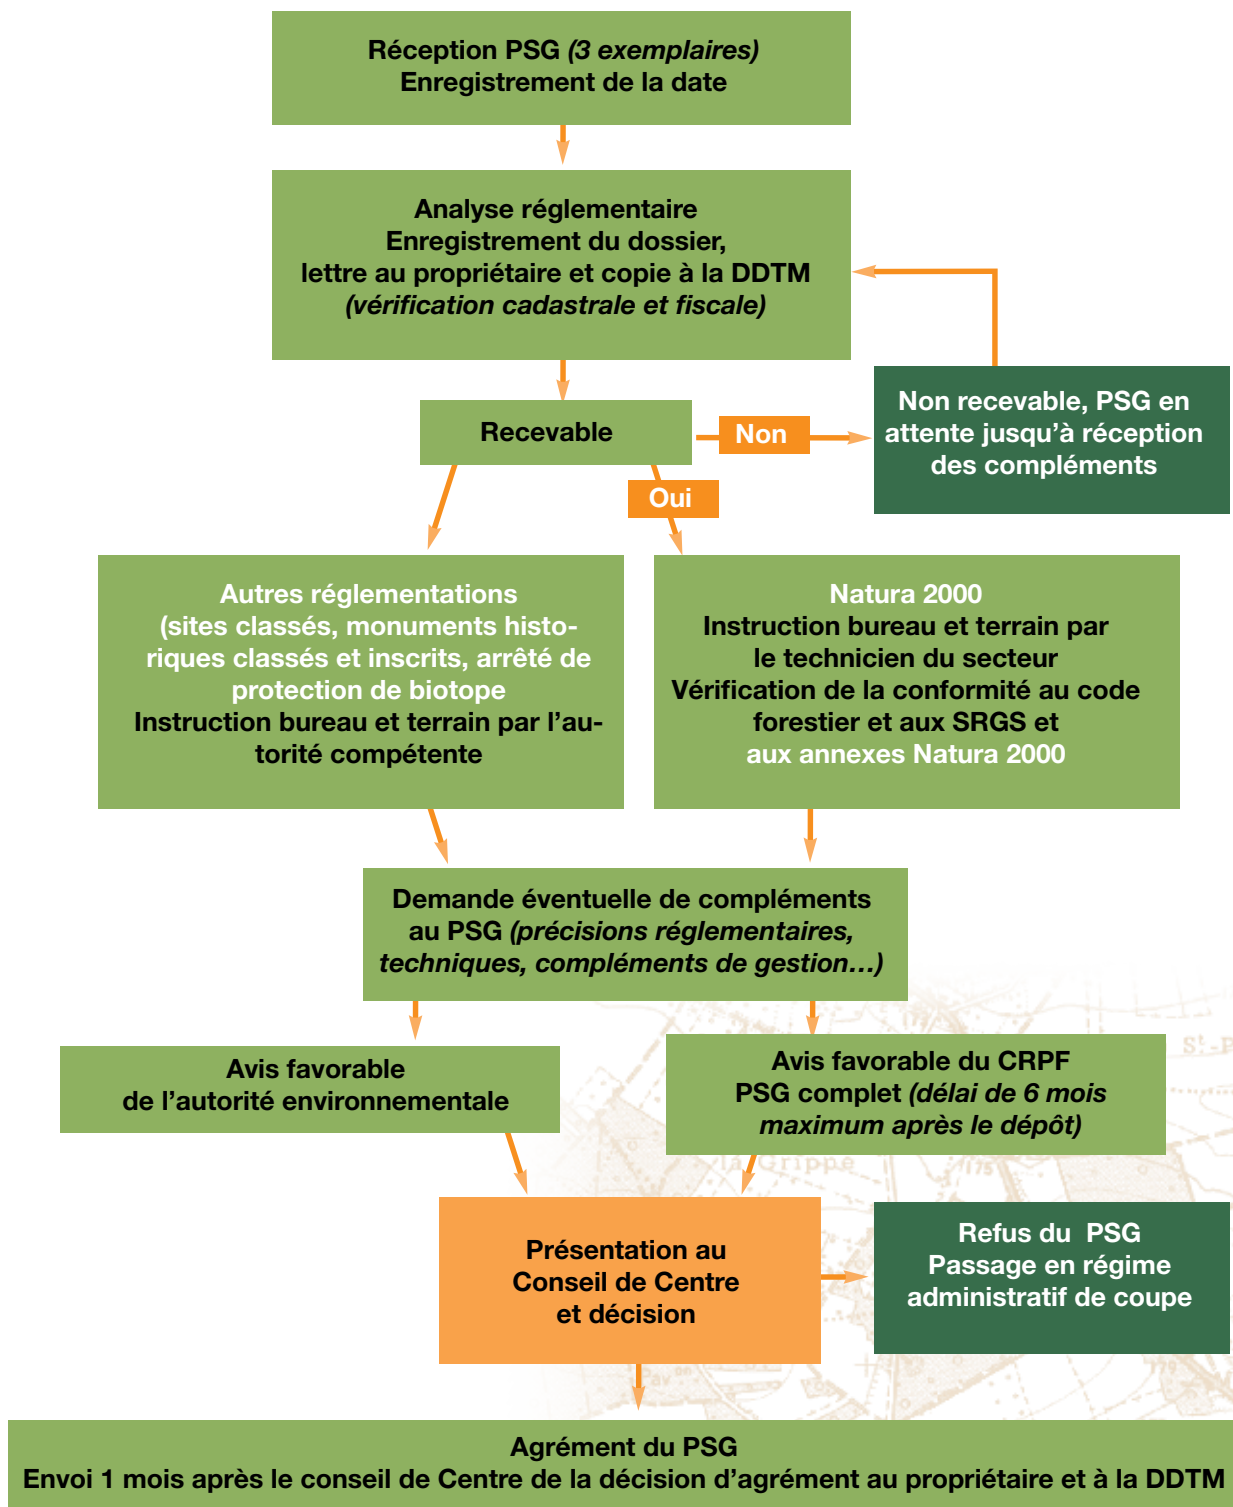 Réception PSG (3 exemplaires)
Enregistrement de la date
Analyse réglementaire
Enregistrement du dossier,
lettre au propriétaire et copie à la DDTM
(vérification cadastrale et fiscale)
Recevable
Non
Non recevable, PSG en
attente jusqu'à réception
des compléments
Oui
Autres réglementations
(sites classés, monuments histo-
riques classés et inscrits, arrêté de
protection de biotope
Instruction bureau et terrain par l'au-
torité compétente
Natura 2000
Instruction bureau et terrain par
le technicien du secteur
Vérification de la conformité au code
forestier et aux SRGS et
aux annexes Natura 2000
Demande éventuelle de compléments
au PSG (précisions réglementaires,
techniques, compléments de gestion…)
Avis favorable
de l'autorité environnementale
Avis favorable du CRPF
PSG complet (délai de 6 mois
maximum après le dépôt)
St-P
la Grippe
175
Présentation au
Conseil de Centre
et décision
Refus du PSG
Passage en régime
administratif de coupe
179
Agrément du PSG
Envoi 1 mois après le conseil de Centre de la décision d'agrément au propriétaire et à la DDTM